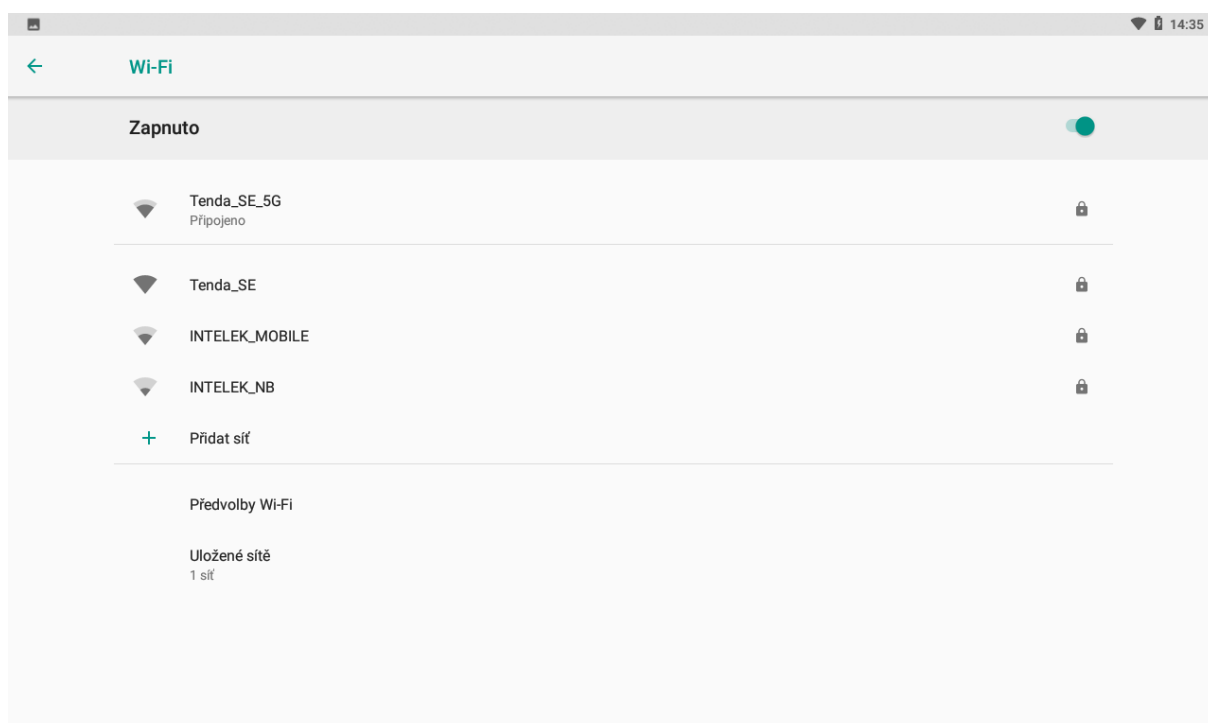 14:35
Wi-Fi
Zapnuto
Tenda_SE_5G
Připojeno
Tenda_SE
INTELEK_MOBILE
INTELEK_NB
Přidat síť
Předvolby Wi-Fi
Uložené sítě
1 síť